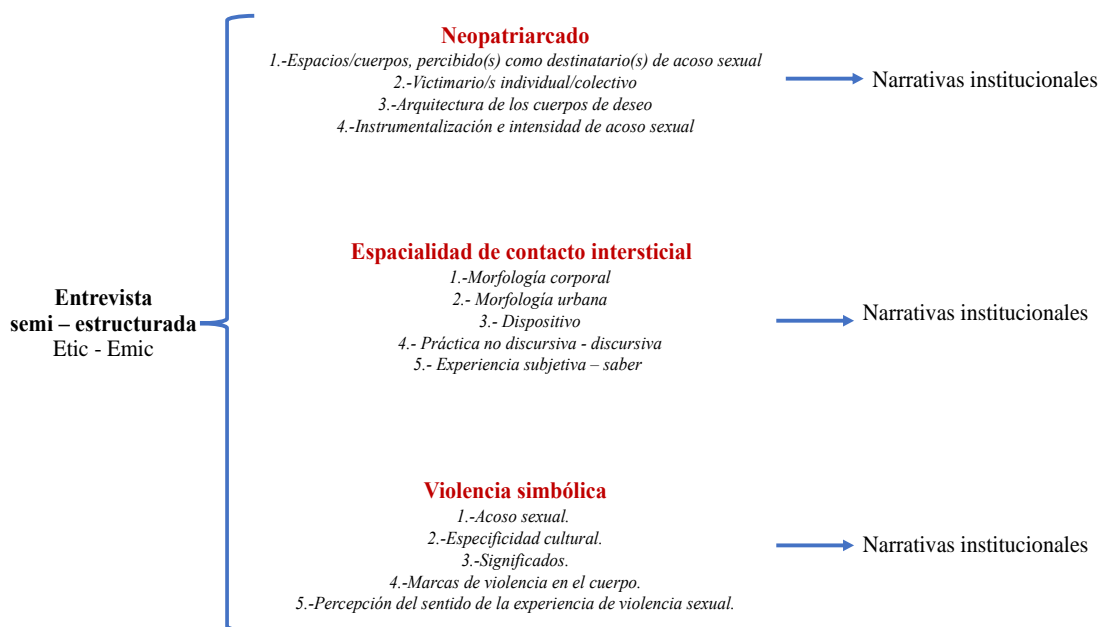 Neopatriarcado
1.-Espacios/cuerpos, percibido(s) como destinatario(s) de acoso sexual
2.-Victimario/s individual/colectivo
3.-Arquitectura de los cuerpos de deseo
4.-Instrumentalización e intensidad de acoso sexual
Narrativas institucionales
Entrevista
semi – estructurada
Etic - Emic
Espacialidad de contacto intersticial
1.-Morfología corporal
2.- Morfología urbana
3.- Dispositivo
4.- Práctica no discursiva - discursiva
5.- Experiencia subjetiva – saber
Narrativas institucionales
Violencia simbólica
1.-Acoso sexual.
2.-Especificidad cultural.
3.-Significados.
4.-Marcas de violencia en el cuerpo.
5.-Percepción del sentido de la experiencia de violencia sexual.
Narrativas institucionales